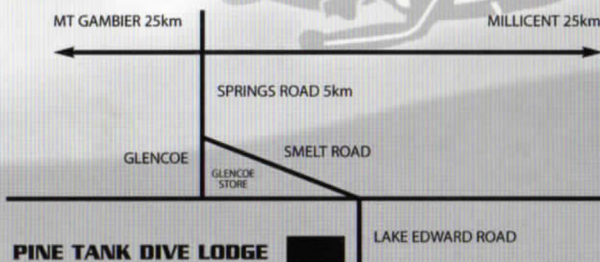 MT GAMBIER 25km
MILLICENT 25km
SPRINGS ROAD 5km
GLENCOE
SMELT ROAD
GLENCOE
STORE
LAKE EDWARD ROAD
PINE TANK DIVE LODGE